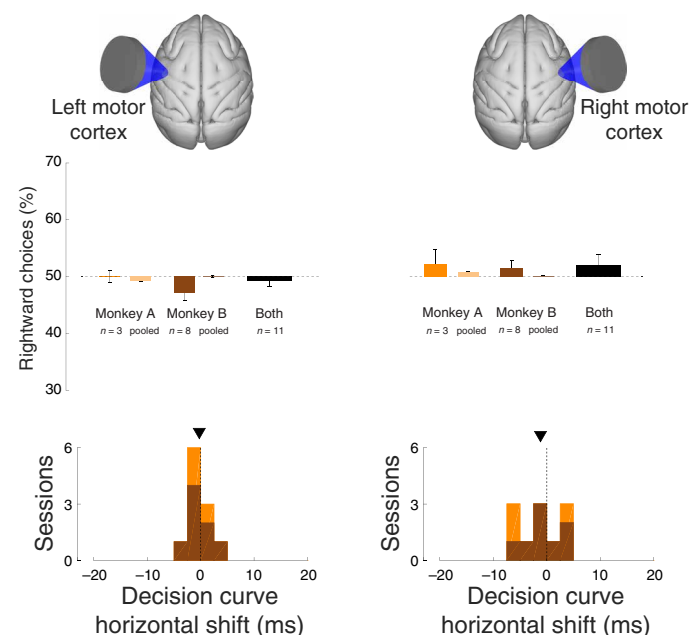 Left motor
cortex
Right motor
cortex
Rightward choices (%)
70
60
50
40
30
Monkey A Monkey B Both
n = 3 pooled n = 8 pooled n = 11
Monkey A Monkey B Both
n = 3 pooled n = 8 pooled n = 11
Sessions
6
3
0
−20 −10 0 10 20
Decision curve
horizontal shift (ms)
Sessions
6
3
0
−20 −10 0 10 20
Decision curve
horizontal shift (ms)